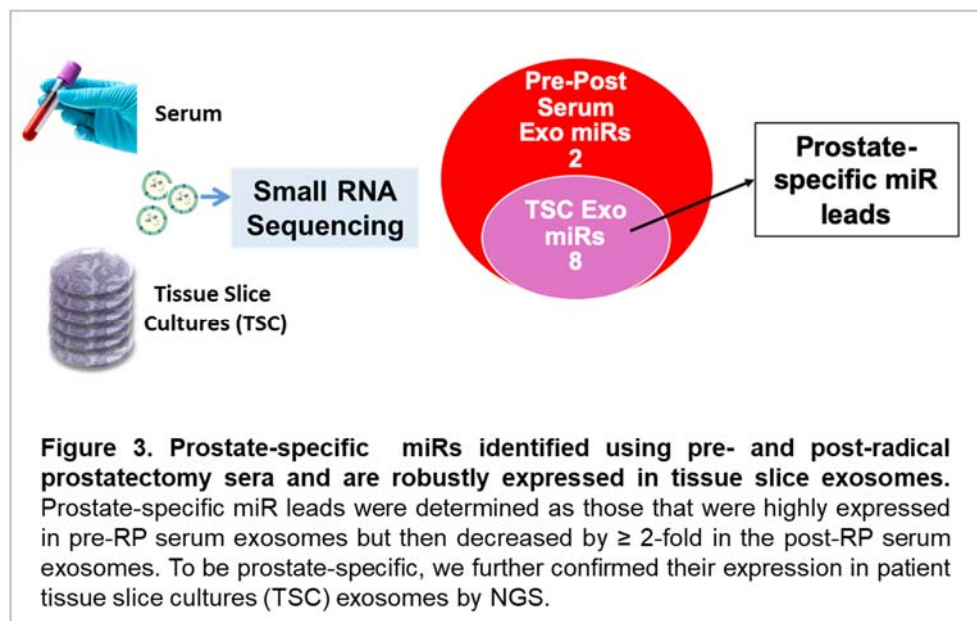 Serum
Small RNA
Sequencing
Tissue Slice
Cultures (TSC)
Pre-Post
Serum
Exo miRs
2
TSC Exo
miRs
8
Prostate-
specific miR
leads
Figure 3. Prostate-specific miRs identified using pre- and post-radical
prostatectomy sera and are robustly expressed in tissue slice exosomes.
Prostate-specific miR leads were determined as those that were highly expressed
in pre-RP serum exosomes but then decreased by ≥ 2-fold in the post-RP serum
exosomes. To be prostate-specific, we further confirmed their expression in patient
tissue slice cultures (TSC) exosomes by NGS.